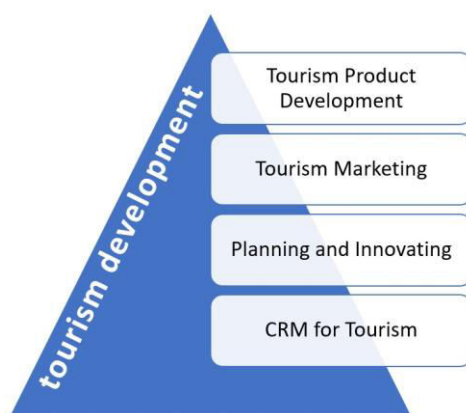 tourism development
Tourism Product
Development
Tourism Marketing
Planning and Innovating
CRM for Tourism